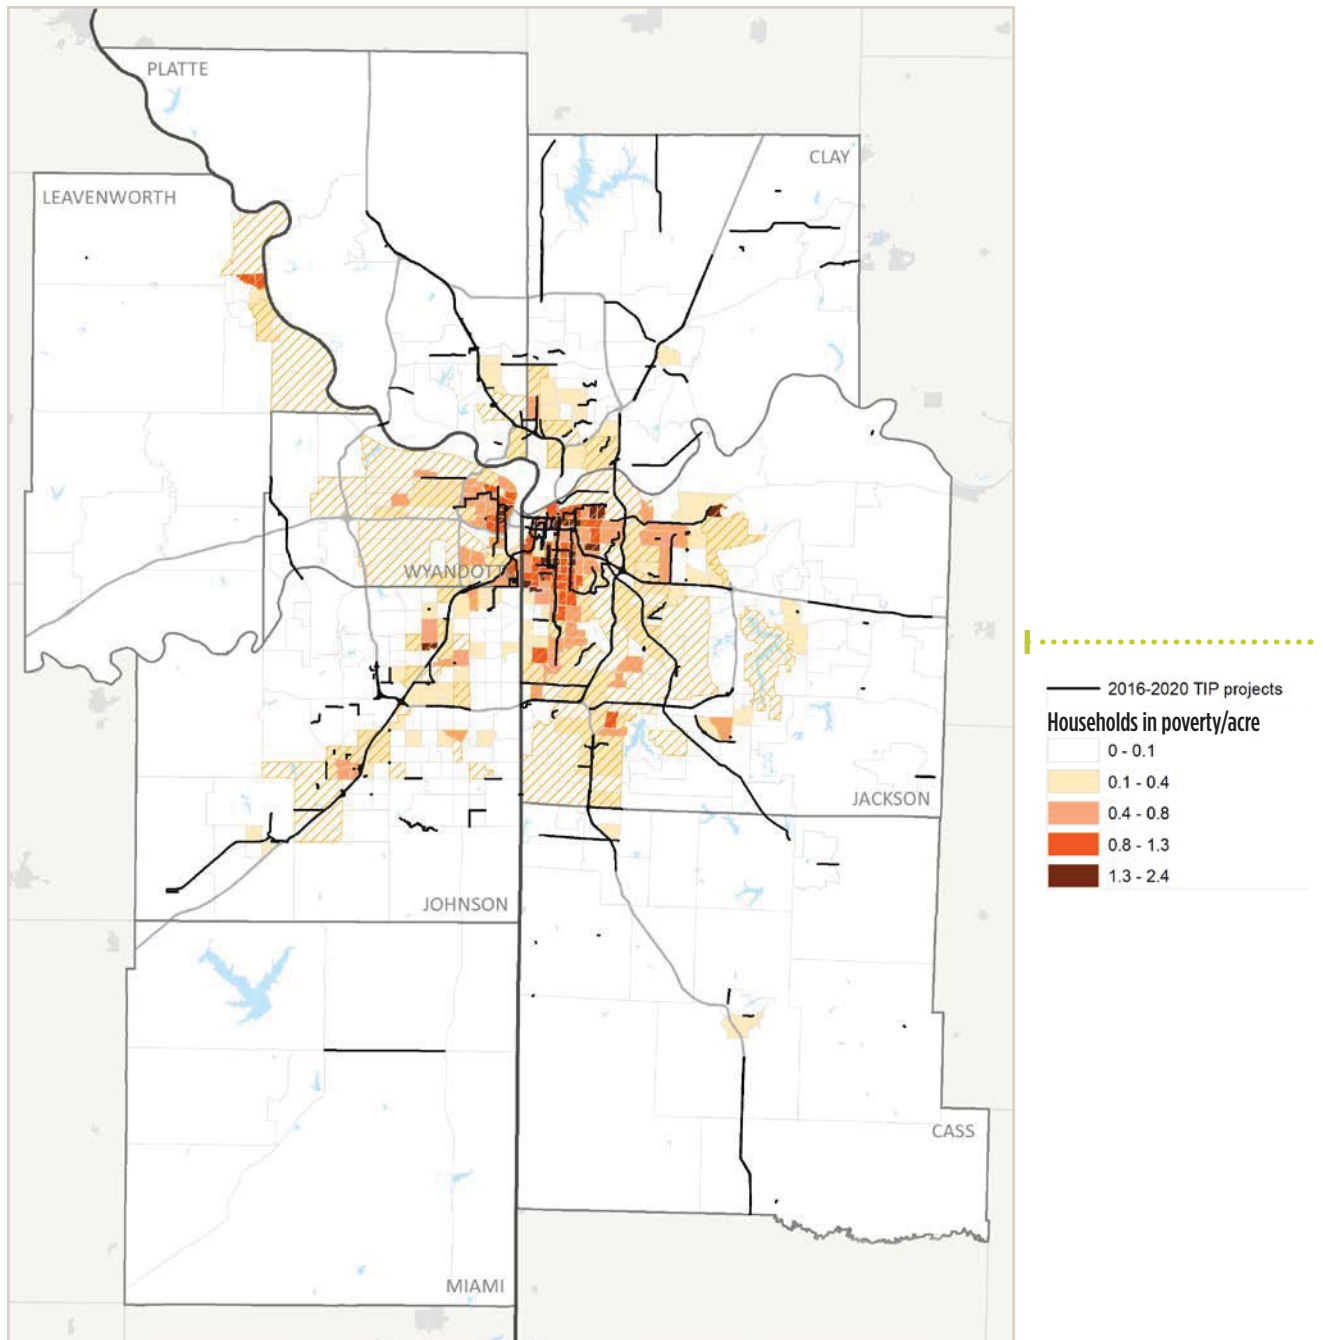 PLATTE
CLAY
LEAVENWORTH
WYANDOTT
2016-2020 TIP projects
Households in poverty/acre
0 - 0.1
0.1 - 0.4
JACKSON
0.4 - 0.8
0.8 - 1.3
1.3 - 2.4
JOHNSON
CASS
MIAMI